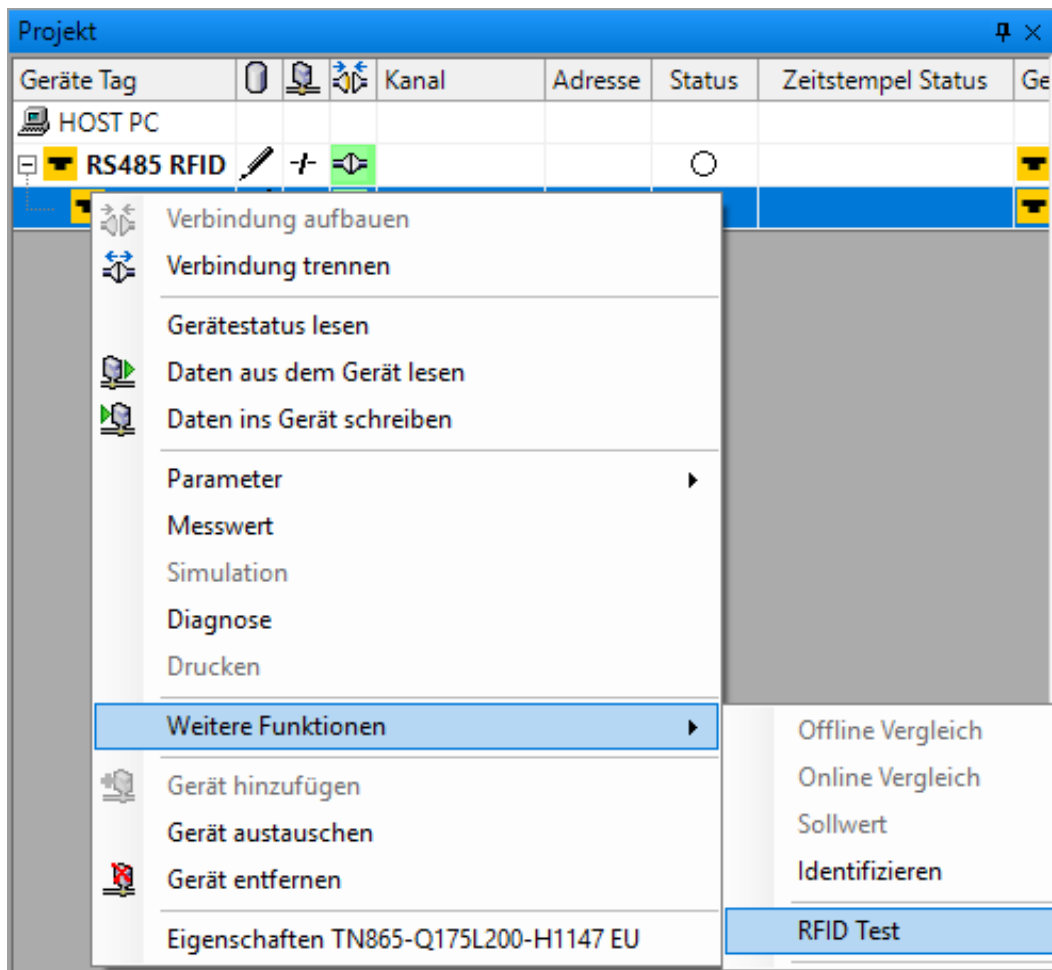 Projekt
Geräte Tag Kanal Adresse Status Zeitstempel Status Ge
HOST PC
RS485 RFID
Verbindung aufbauen
Verbindung trennen
Gerätestatus lesen
Daten aus dem Gerät lesen
Daten ins Gerät schreiben
Parameter
Messwert
Simulation
Diagnose
Drucken
Weitere Funktionen
Gerät hinzufügen
Gerät austauschen
Gerät entfernen
Eigenschaften TN865-Q175L200-H1147 EU
Offline Vergleich
Online Vergleich
Sollwert
Identifizieren
RFID Test